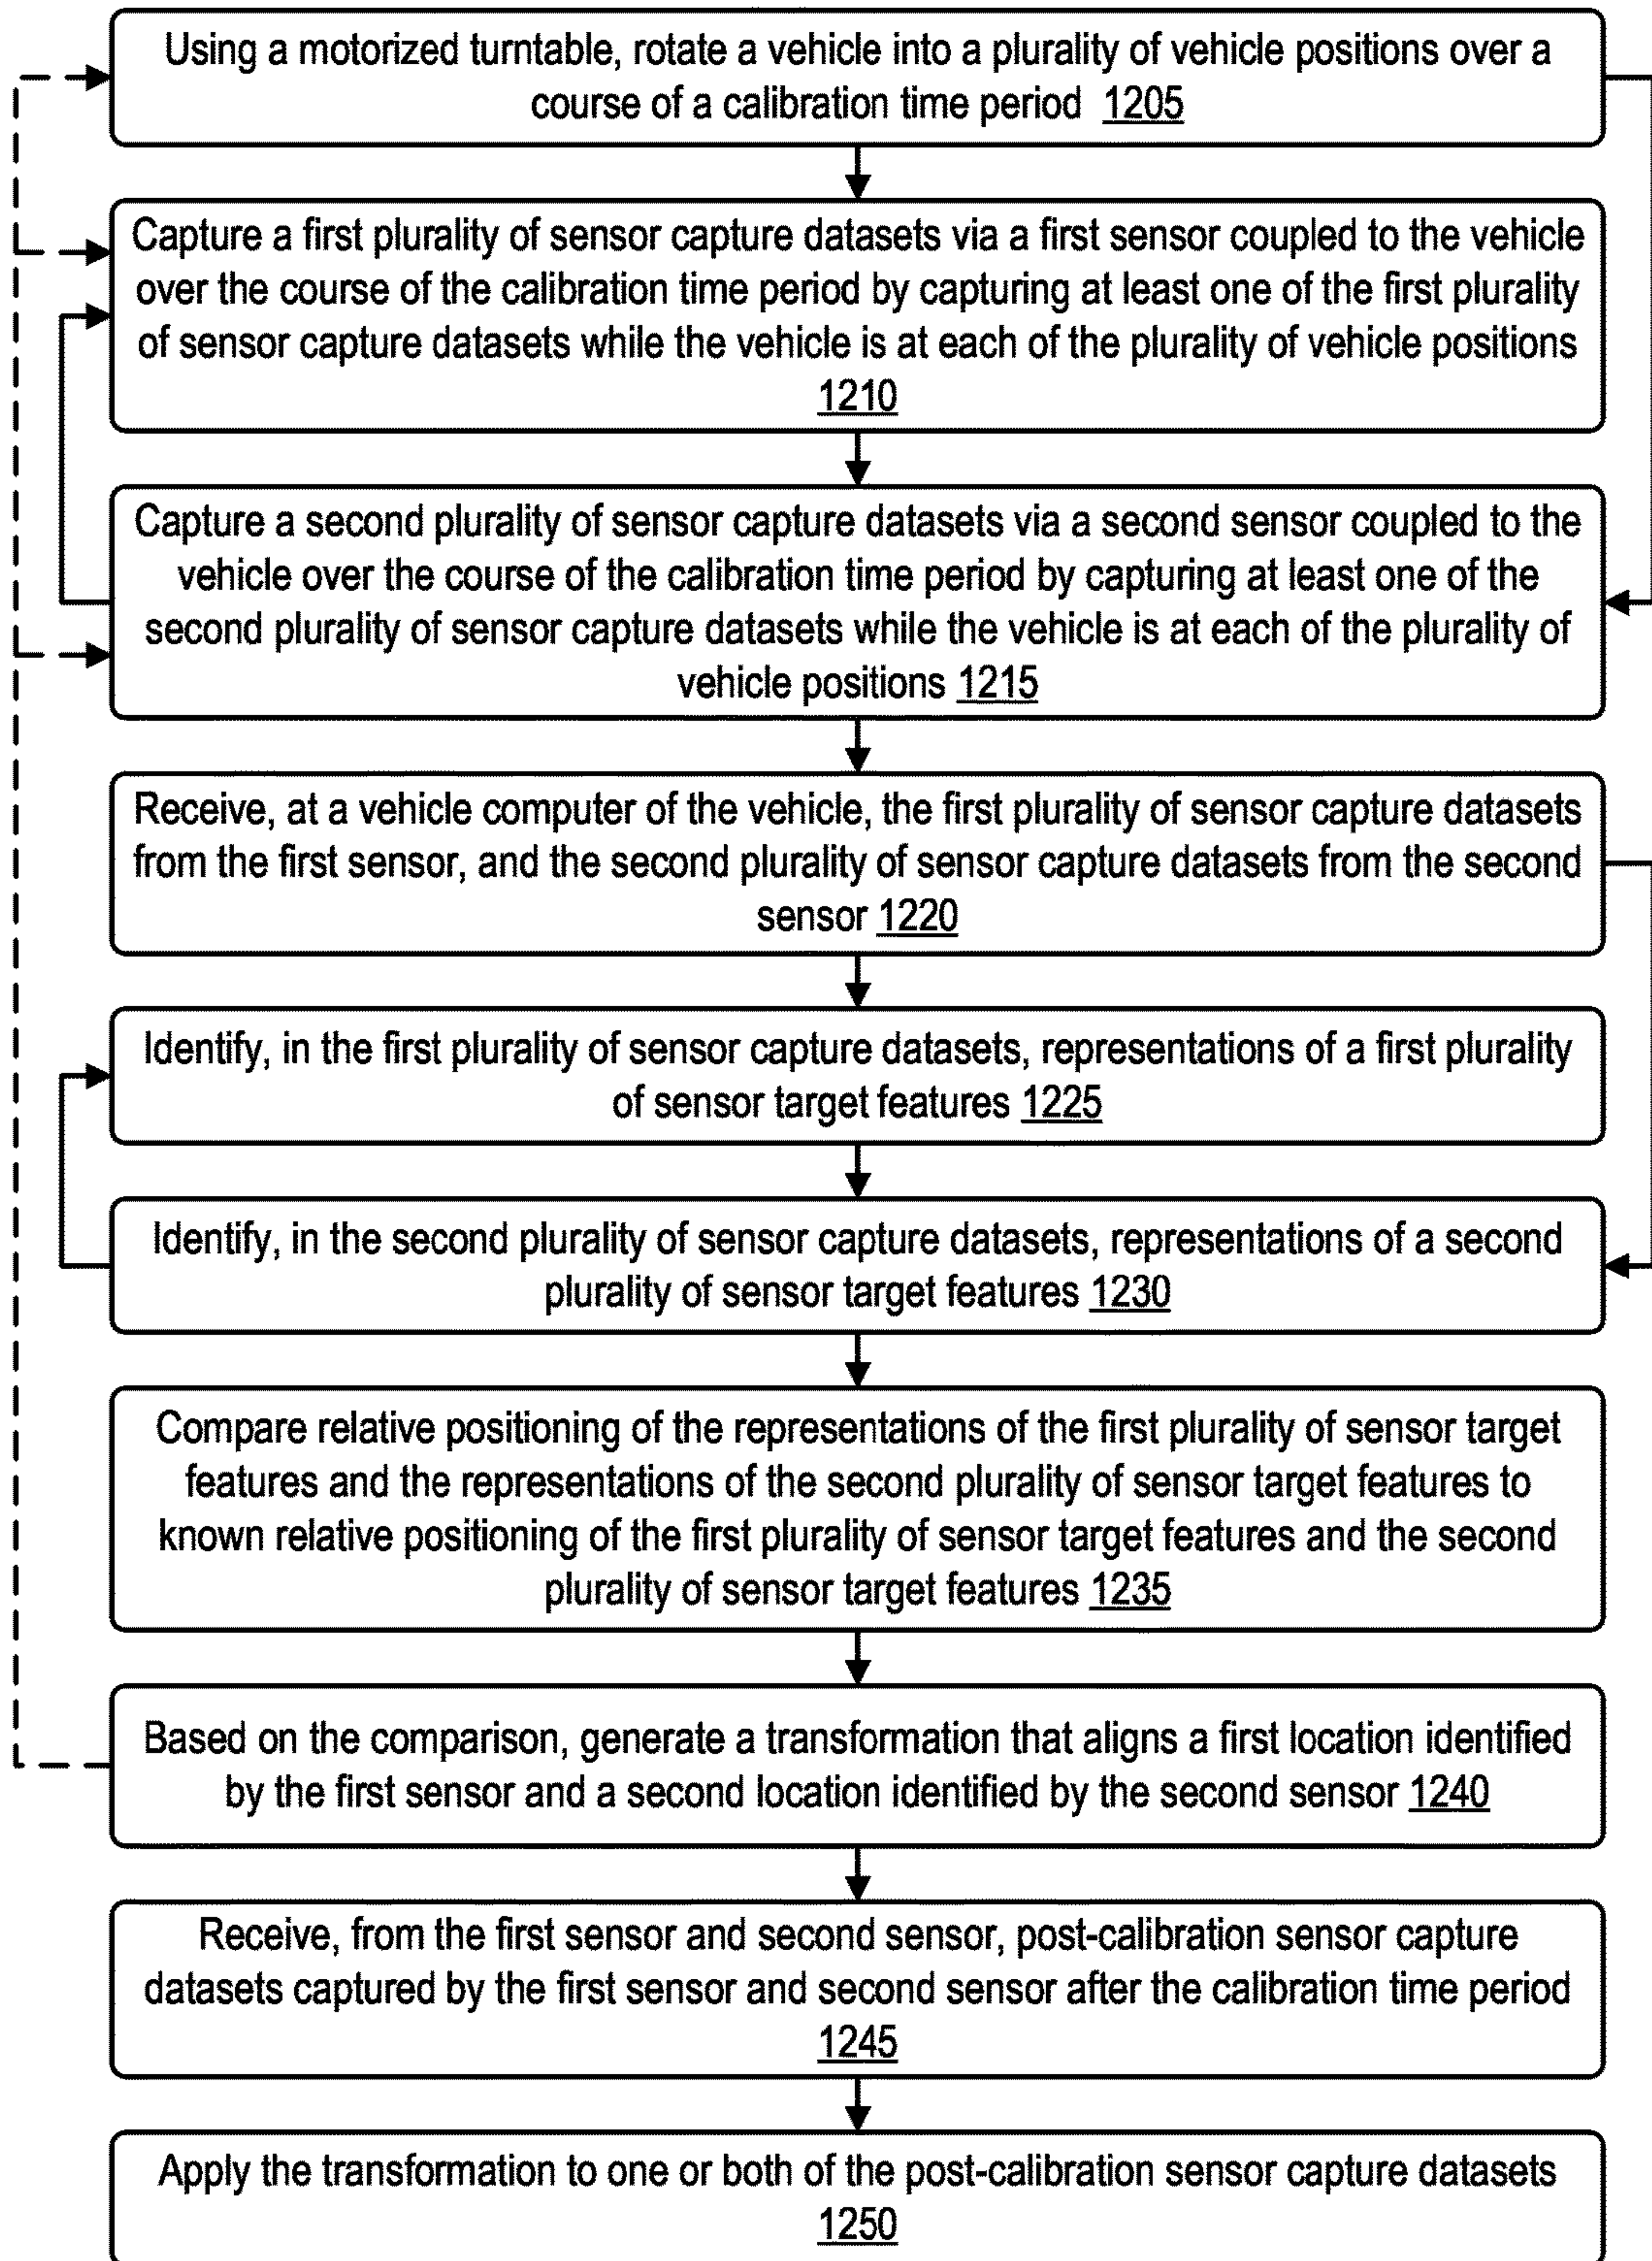 Using a motorized turntable, rotate a vehicle into a plurality of vehicle positions over a
course of a calibration time period 1205
Capture a first plurality of sensor capture datasets via a first sensor coupled to the vehicle
over the course of the calibration time period by capturing at least one of the first plurality
of sensor capture datasets while the vehicle is at each of the plurality of vehicle positions
1210
Capture a second plurality of sensor capture datasets via a second sensor coupled to the
vehicle over the course of the calibration time period by capturing at least one of the
second plurality of sensor capture datasets while the vehicle is at each of the plurality of
vehicle positions 1215
Receive, at a vehicle computer of the vehicle, the first plurality of sensor capture datasets
from the first sensor, and the second plurality of sensor capture datasets from the second
sensor 1220
Identify, in the first plurality of sensor capture datasets, representations of a first plurality
of sensor target features 1225
Identify, in the second plurality of sensor capture datasets, representations of a second
plurality of sensor target features 1230
Compare relative positioning of the representations of the first plurality of sensor target
features and the representations of the second plurality of sensor target features to
known relative positioning of the first plurality of sensor target features and the second
plurality of sensor target features 1235
Based on the comparison, generate a transformation that aligns a first location identified
by the first sensor and a second location identified by the second sensor 1240
Receive, from the first sensor and second sensor, post-calibration sensor capture
datasets captured by the first sensor and second sensor after the calibration time period
1245
Apply the transformation to one or both of the post-calibration sensor capture datasets
1250